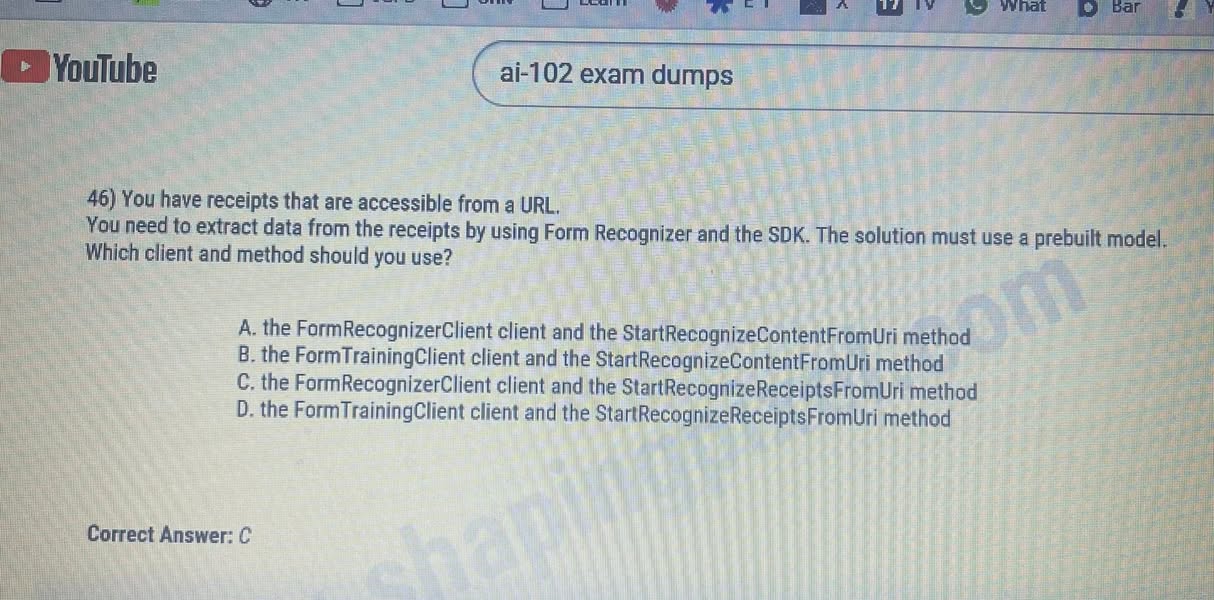 What
Bar
YouTube
ai-102 exam dumps
46) You have receipts that are accessible from a URL.
You need to extract data from the receipts by using Form Recognizer and the SDK. The solution must use a prebuilt model.
Which client and method should you use?
A. the FormRecognizerClient client and the StartRecognizeContentFromUri method
B. the FormTrainingClient client and the StartRecognizeContentFromUri method
C. the FormRecognizerClient client and the StartRecognizeReceiptsFromUri method
D. the FormTrainingClient client and the StartRecognizeReceiptsFromUri method
Correct Answer: C